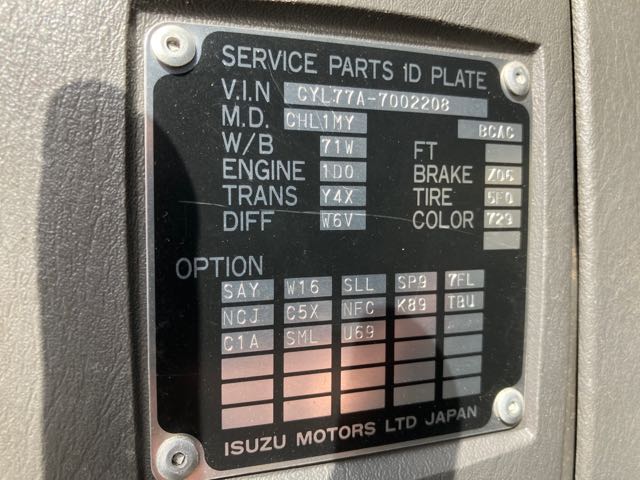 SERVICE PARTS ID PLATE
V.I.N CYL77A-7002208
M.D. CHL1MY BCAC
W/B 71W FT
ENGINE 1D0 BRAKE Z06
TRANS Y4X TIRE 5F0
DIFF W6V COLOR 729
OPTION
SAY W16 SLL SP9 7FL
NCJ C5X NFC K89 TBU
C1A SML U69
ISUZU MOTORS LTD JAPAN